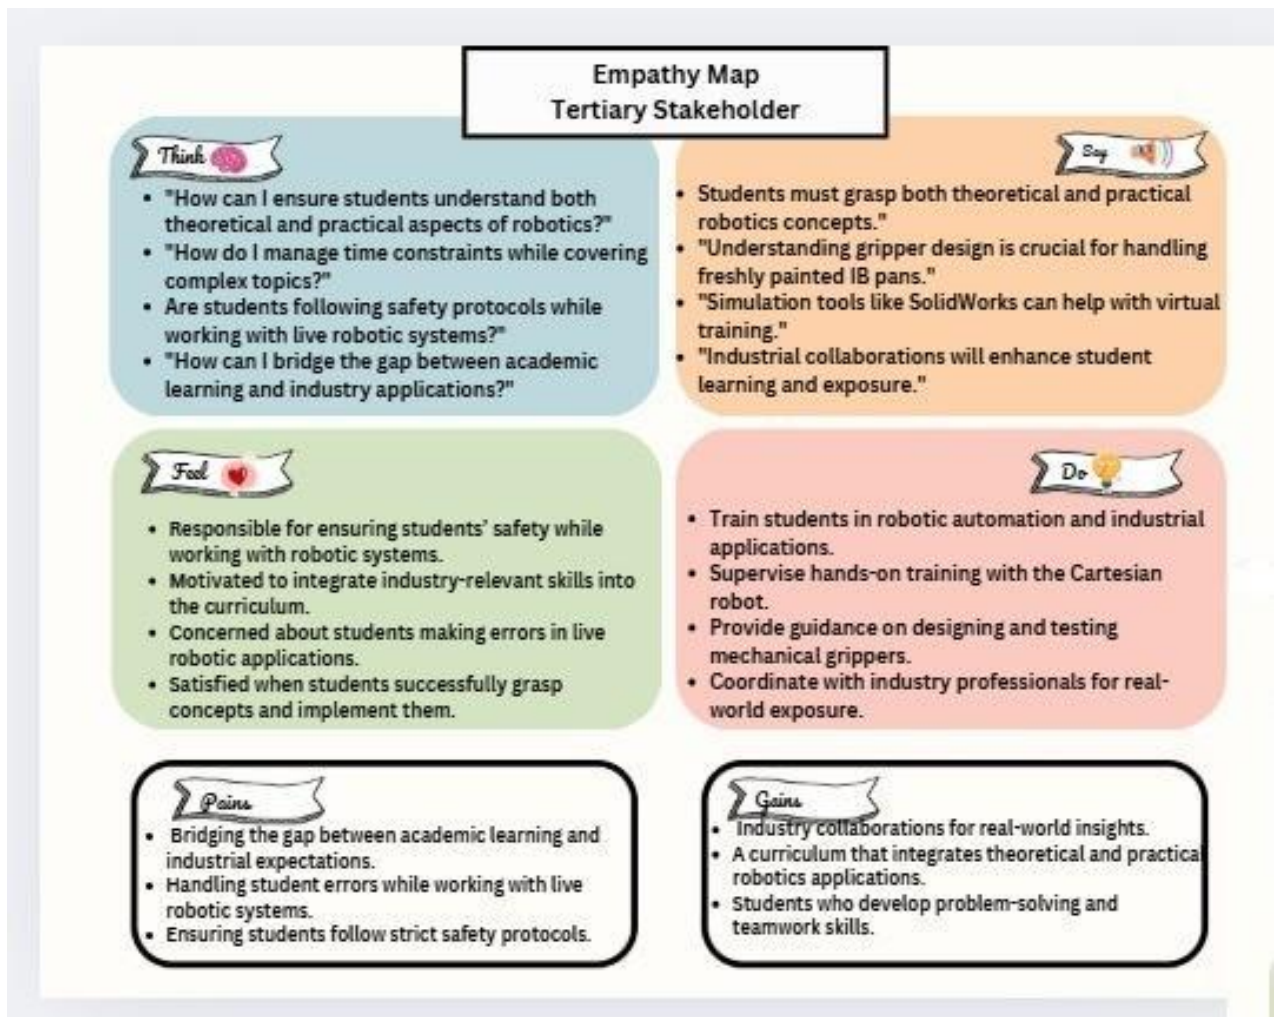 Empathy Map
Tertiary Stakeholder
Think
• "How can I ensure students understand both
theoretical and practical aspects of robotics?"
• "How do I manage time constraints while covering
complex topics?"
• Are students following safety protocols while
working with live robotic systems?"
• "How can I bridge the gap between academic
learning and industry applications?"
Say
• Students must grasp both theoretical and practical
robotics concepts."
• "Understanding gripper design is crucial for handling
freshly painted IB pans."
• "Simulation tools like SolidWorks can help with virtual
training."
• "Industrial collaborations will enhance student
learning and exposure."
Feel
• Responsible for ensuring students' safety while
working with robotic systems.
• Motivated to integrate industry-relevant skills into
the curriculum.
• Concerned about students making errors in live
robotic applications.
• Satisfied when students successfully grasp
concepts and implement them.
Do
• Train students in robotic automation and industrial
applications.
• Supervise hands-on training with the Cartesian
robot.
• Provide guidance on designing and testing
mechanical grippers.
• Coordinate with industry professionals for real-
world exposure.
Pains
• Bridging the gap between academic learning and
industrial expectations.
• Handling student errors while working with live
robotic systems.
• Ensuring students follow strict safety protocols.
Gains
• Industry collaborations for real-world insights.
• A curriculum that integrates theoretical and practical
robotics applications.
• Students who develop problem-solving and
teamwork skills.